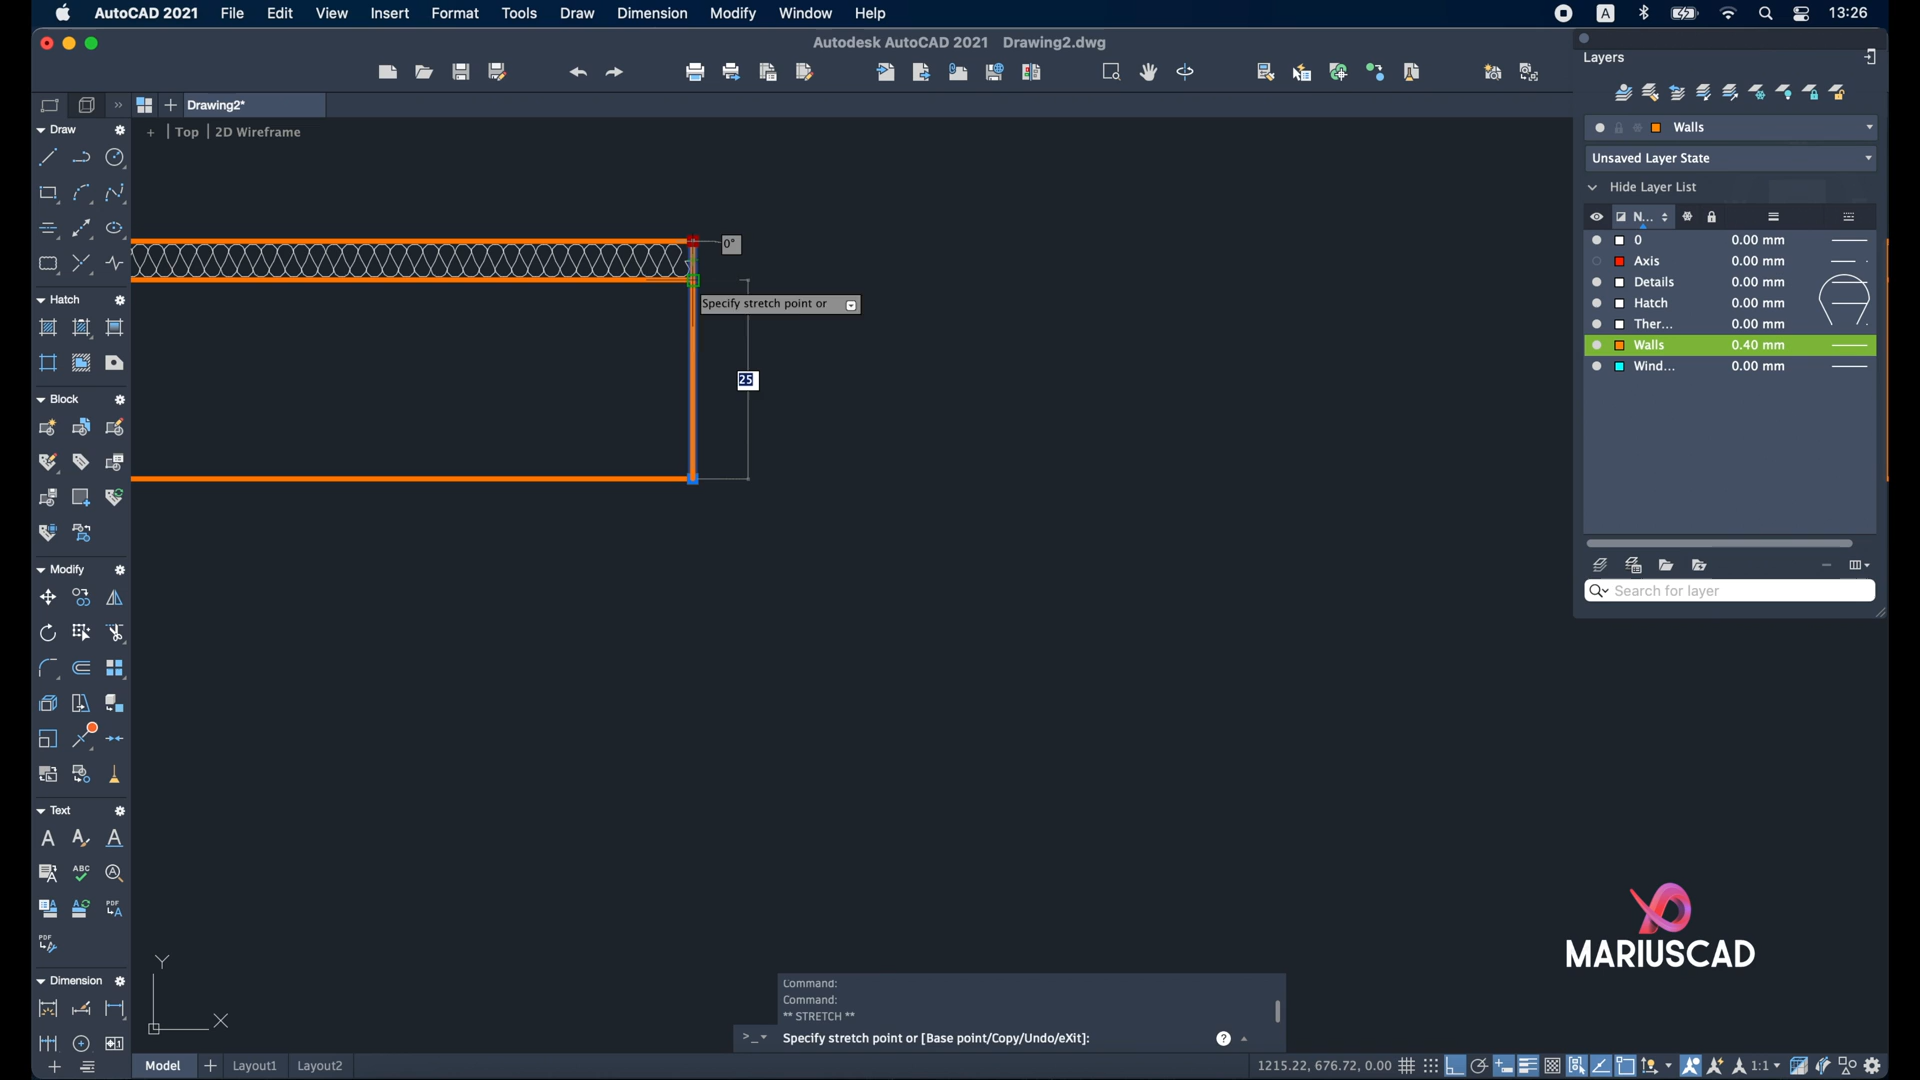 AutoCAD 2021 File Edit View Insert Format Tools Draw Dimension Modify Window Help A 13:26
Autodesk AutoCAD 2021 Drawing2.dwg
Layers
Drawing2*
+ | Top | 2D Wireframe
Draw
Walls
Unsaved Layer State
Hide Layer List
N...
0 0.00 mm
Axis 0.00 mm
Details 0.00 mm
Hatch 0.00 mm
Ther... 0.00 mm
Walls 0.40 mm
Wind... 0.00 mm
Search for layer
0°
Specify stretch point or
25
Hatch
Block
Modify
Text
A A A
ABC
PDF
PDF
Dimension
Y
X
MARIUSCAD
Command:
Command:
** STRETCH **
>_ Specify stretch point or [Base point/Copy/Undo/eXit]: ?
Model + Layout1 Layout2
1215.22, 676.72, 0.00 1:1